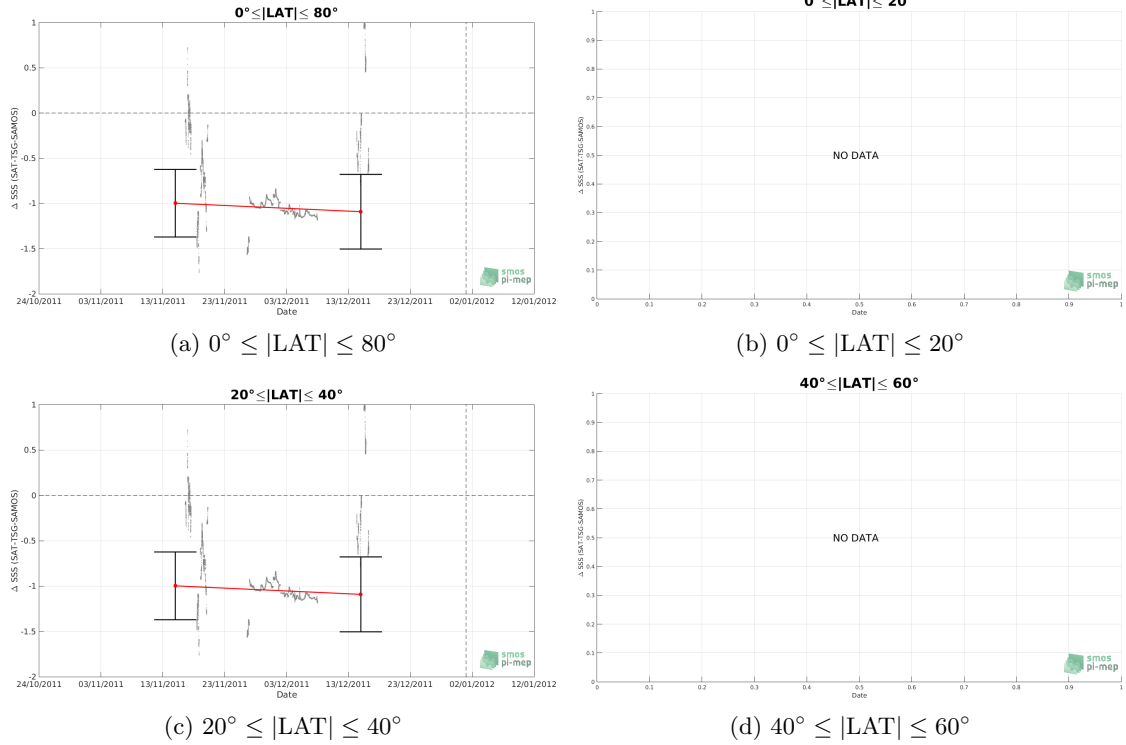 0°≤|LAT|≤ 80°
1
0.5
0
-0.5
-1
-1.5
-2
Δ SSS (SAT-TSG-SAMOS)
24/10/2011 03/11/2011 13/11/2011 23/11/2011 03/12/2011 13/12/2011 23/12/2011 02/01/2012 12/01/2012
Date
smos
pi-mep
(a) 0° ≤ |LAT| ≤ 80°
0°≤|LAT|≤ 20°
1
0.9
0.8
0.7
0.6
0.5
0.4
0.3
0.2
0.1
0
Δ SSS (SAT-TSG-SAMOS)
NO DATA
0 0.1 0.2 0.3 0.4 0.5 0.6 0.7 0.8 0.9 1
Date
smos
pi-mep
(b) 0° ≤ |LAT| ≤ 20°
20°≤|LAT|≤ 40°
1
0.5
0
-0.5
-1
-1.5
-2
Δ SSS (SAT-TSG-SAMOS)
24/10/2011 03/11/2011 13/11/2011 23/11/2011 03/12/2011 13/12/2011 23/12/2011 02/01/2012 12/01/2012
Date
smos
pi-mep
(c) 20° ≤ |LAT| ≤ 40°
40°≤|LAT|≤ 60°
1
0.9
0.8
0.7
0.6
0.5
0.4
0.3
0.2
0.1
0
Δ SSS (SAT-TSG-SAMOS)
NO DATA
0 0.1 0.2 0.3 0.4 0.5 0.6 0.7 0.8 0.9 1
Date
smos
pi-mep
(d) 40° ≤ |LAT| ≤ 60°